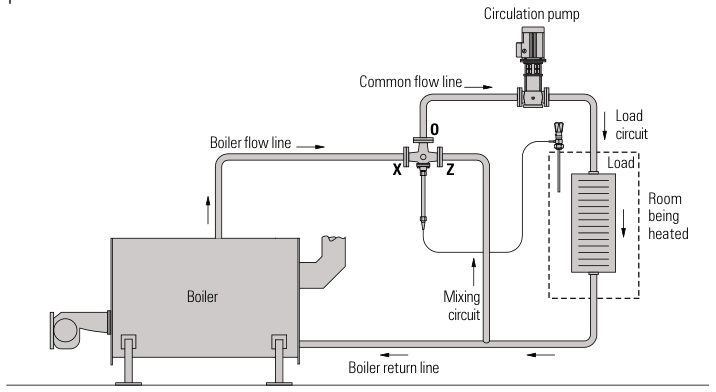 Circulation pump
Common flow line
O
Load
circuit
Boiler flow line
X
Z
Load
Room
being
heated
Boiler
Mixing
circuit
Boiler return line